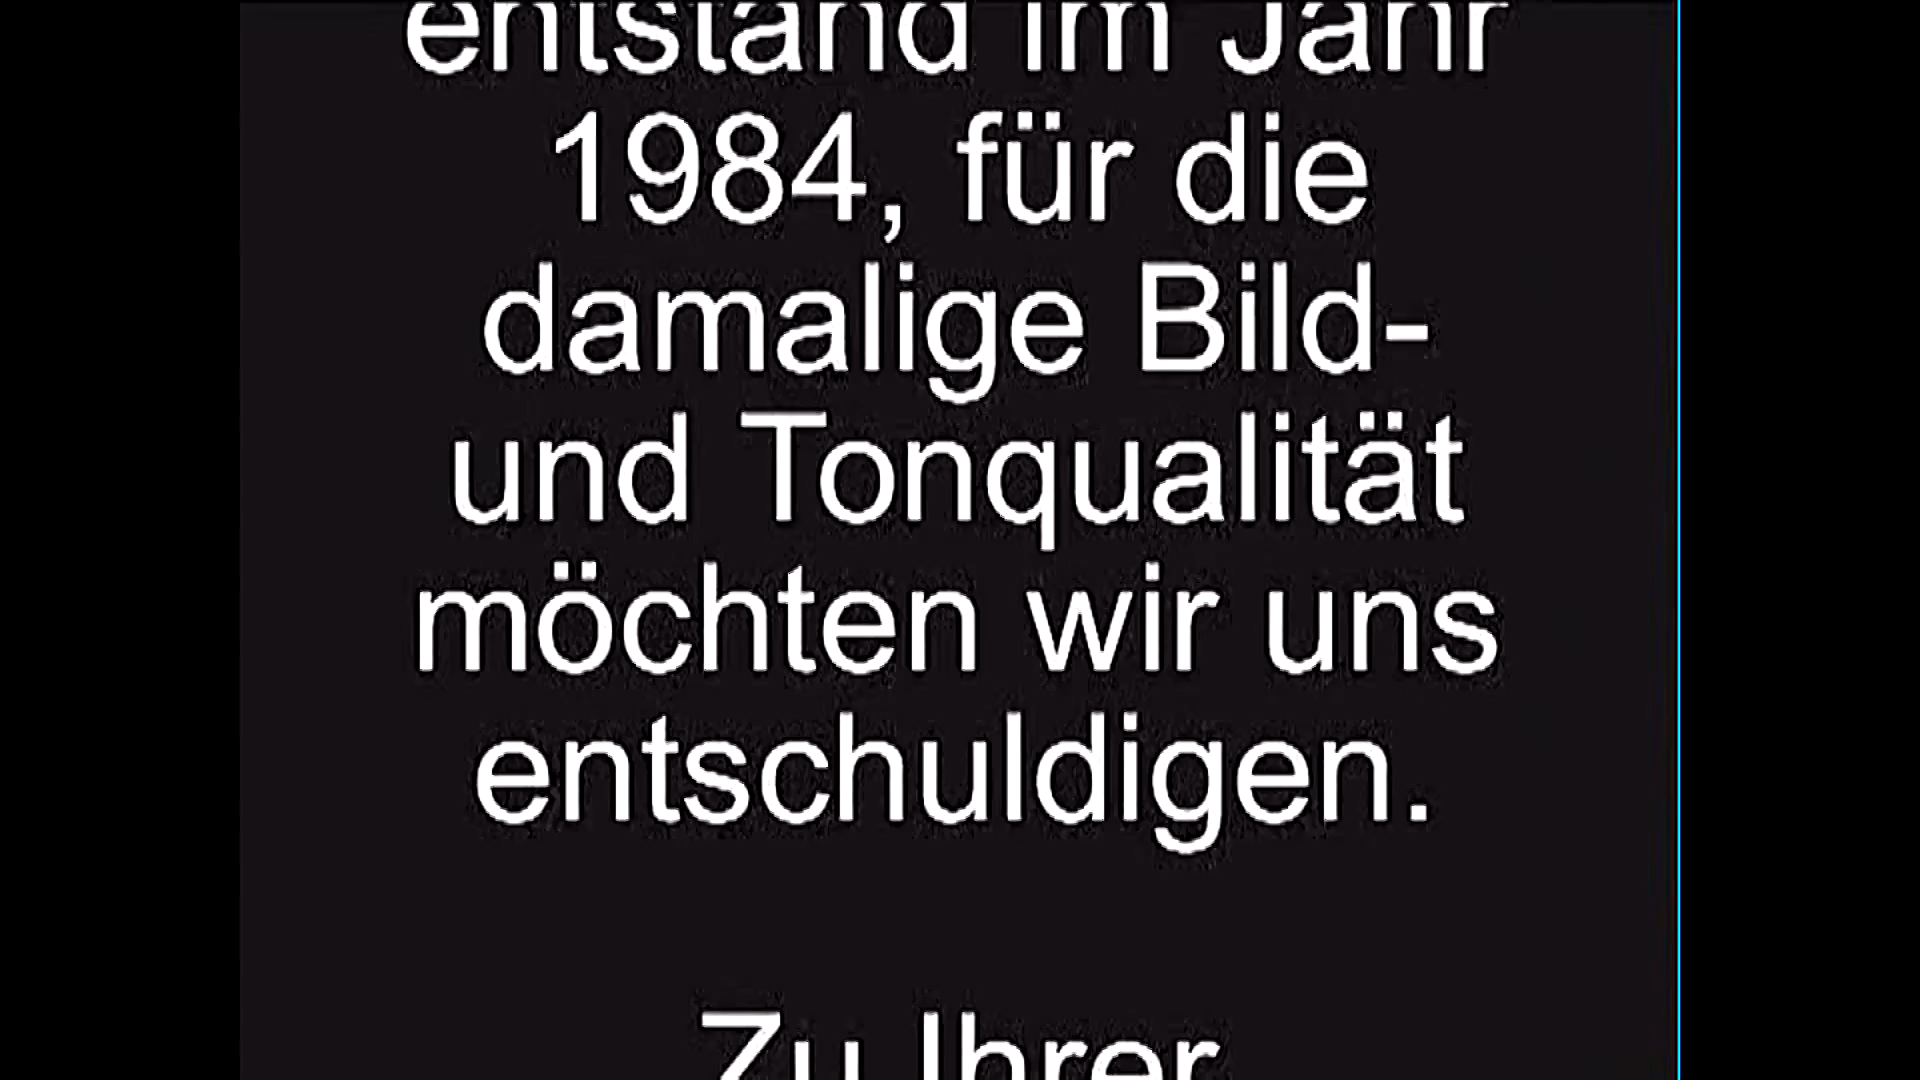 entstand im Jahr
1984, für die
damalige Bild-
und Tonqualität
möchten wir uns
entschuldigen.
Zu Ihrer